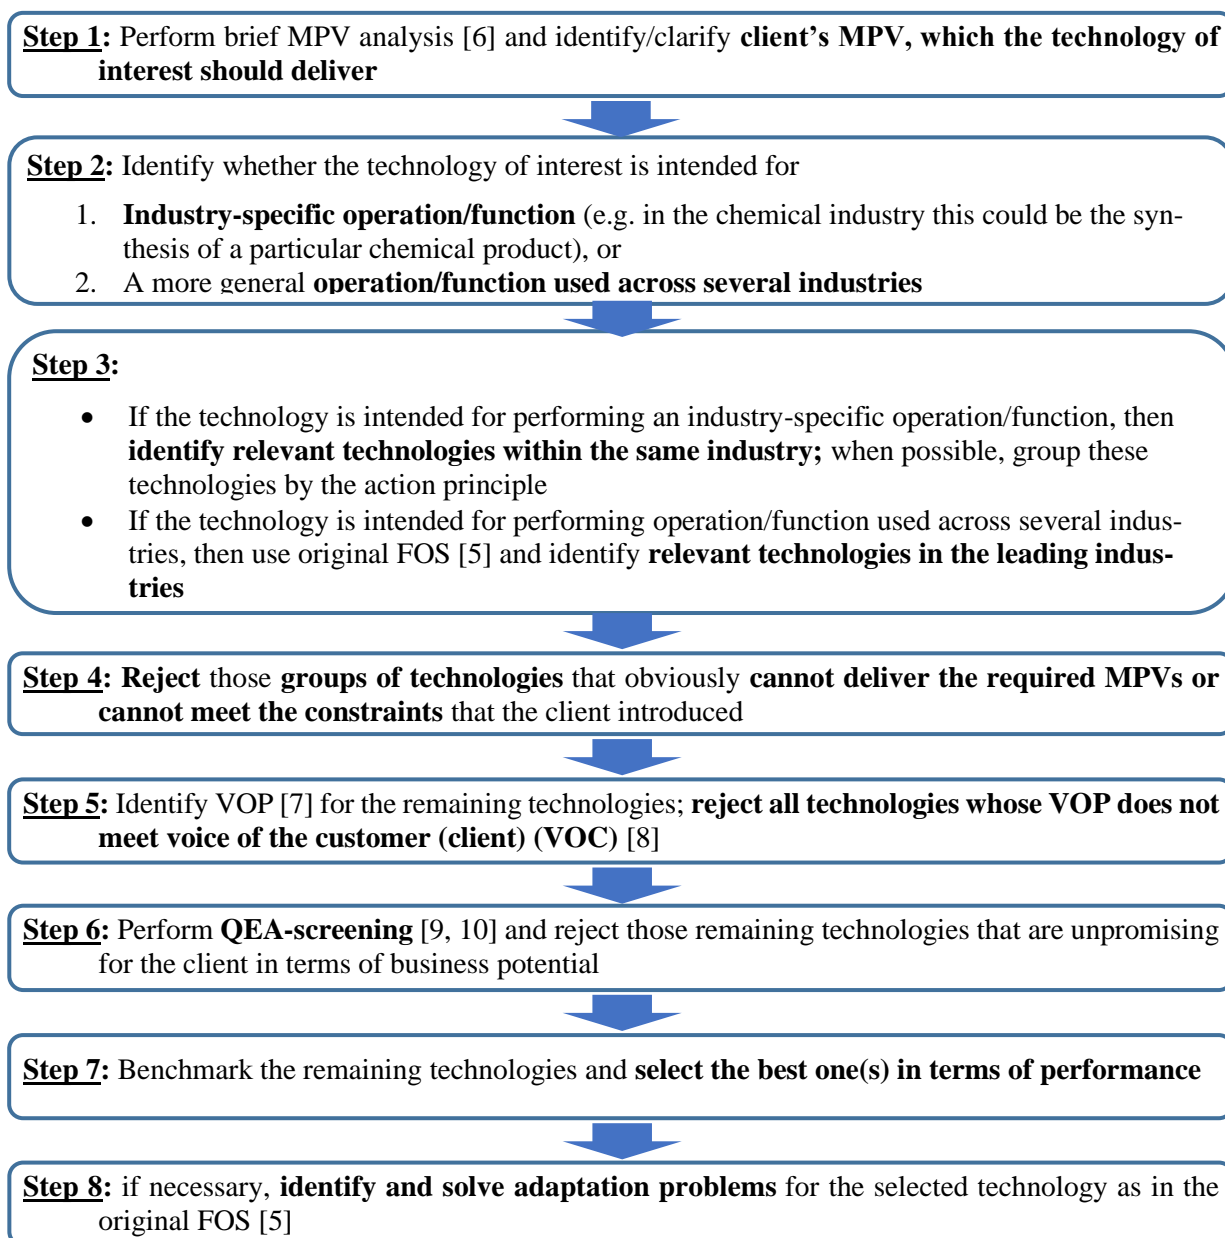 Step 1: Perform brief MPV analysis [6] and identify/clarify client’s MPV, which the technology of
interest should deliver
Step 2: Identify whether the technology of interest is intended for
1. Industry-specific operation/function (e.g. in the chemical industry this could be the syn-
thesis of a particular chemical product), or
2. A more general operation/function used across several industries
Step 3:
• If the technology is intended for performing an industry-specific operation/function, then
identify relevant technologies within the same industry; when possible, group these
technologies by the action principle
• If the technology is intended for performing operation/function used across several indus-
tries, then use original FOS [5] and identify relevant technologies in the leading indus-
tries
Step 4: Reject those groups of technologies that obviously cannot deliver the required MPVs or
cannot meet the constraints that the client introduced
Step 5: Identify VOP [7] for the remaining technologies; reject all technologies whose VOP does not
meet voice of the customer (client) (VOC) [8]
Step 6: Perform QEA-screening [9, 10] and reject those remaining technologies that are unpromising
for the client in terms of business potential
Step 7: Benchmark the remaining technologies and select the best one(s) in terms of performance
Step 8: if necessary, identify and solve adaptation problems for the selected technology as in the
original FOS [5]